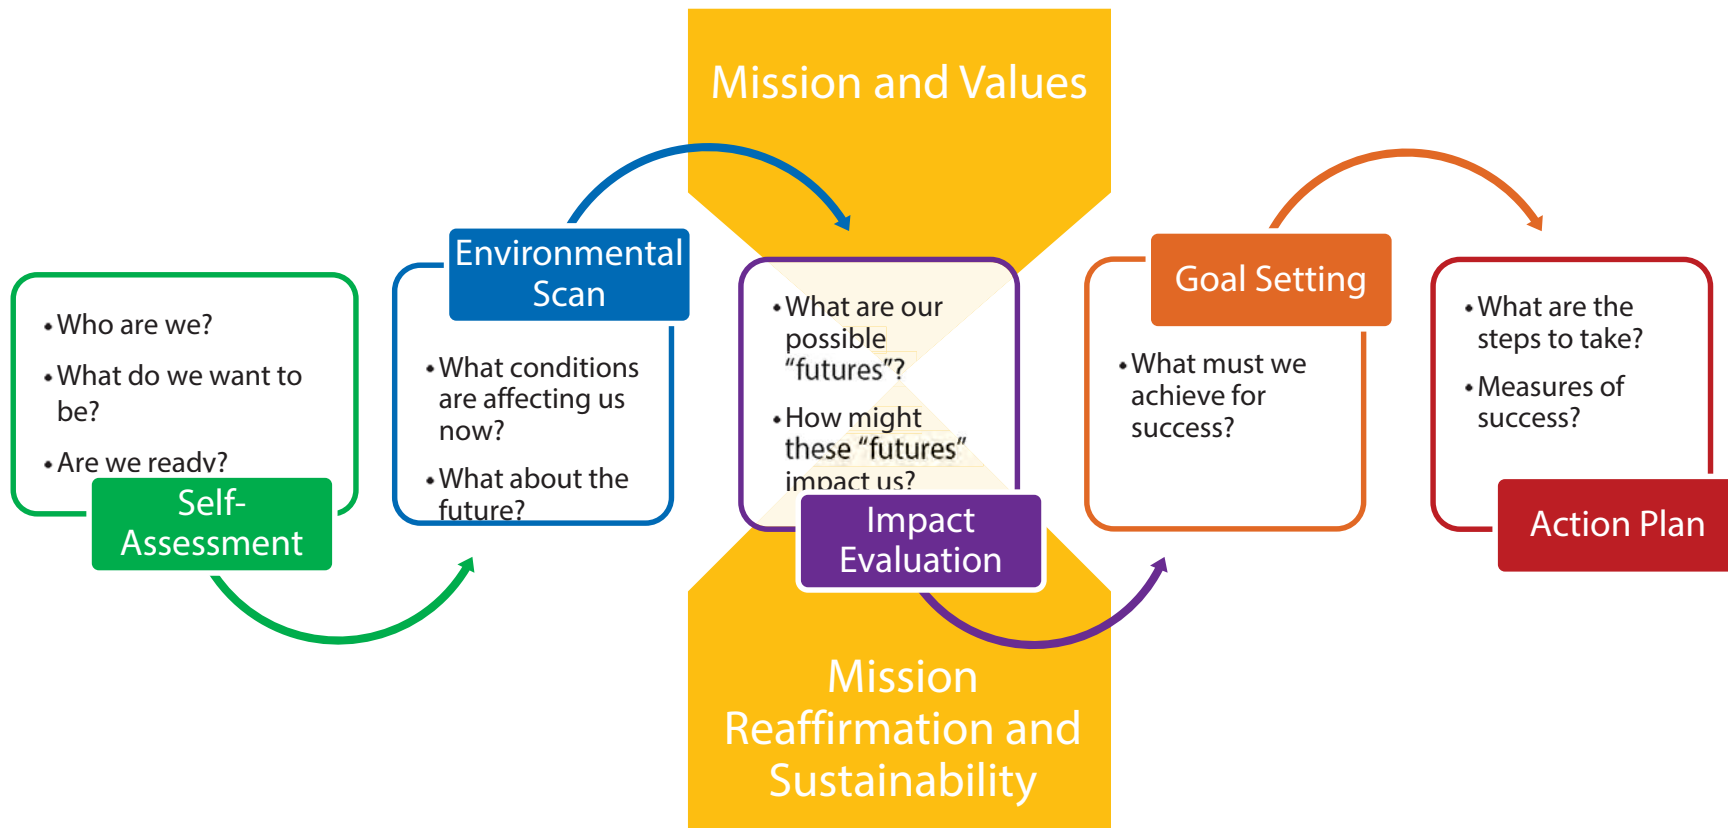 Mission and Values
• Who are we?
• What do we want to
be?
• Are we ready?
Self-
Assessment
Environmental
Scan
• What conditions
are affecting us
now?
• What about the
future?
• What are our
possible
“futures”?
• How might
these “futures”
impact us?
Impact
Evaluation
Goal Setting
• What must we
achieve for
success?
• What are the
steps to take?
• Measures of
success?
Action Plan
Mission
Reaffirmation and
Sustainability